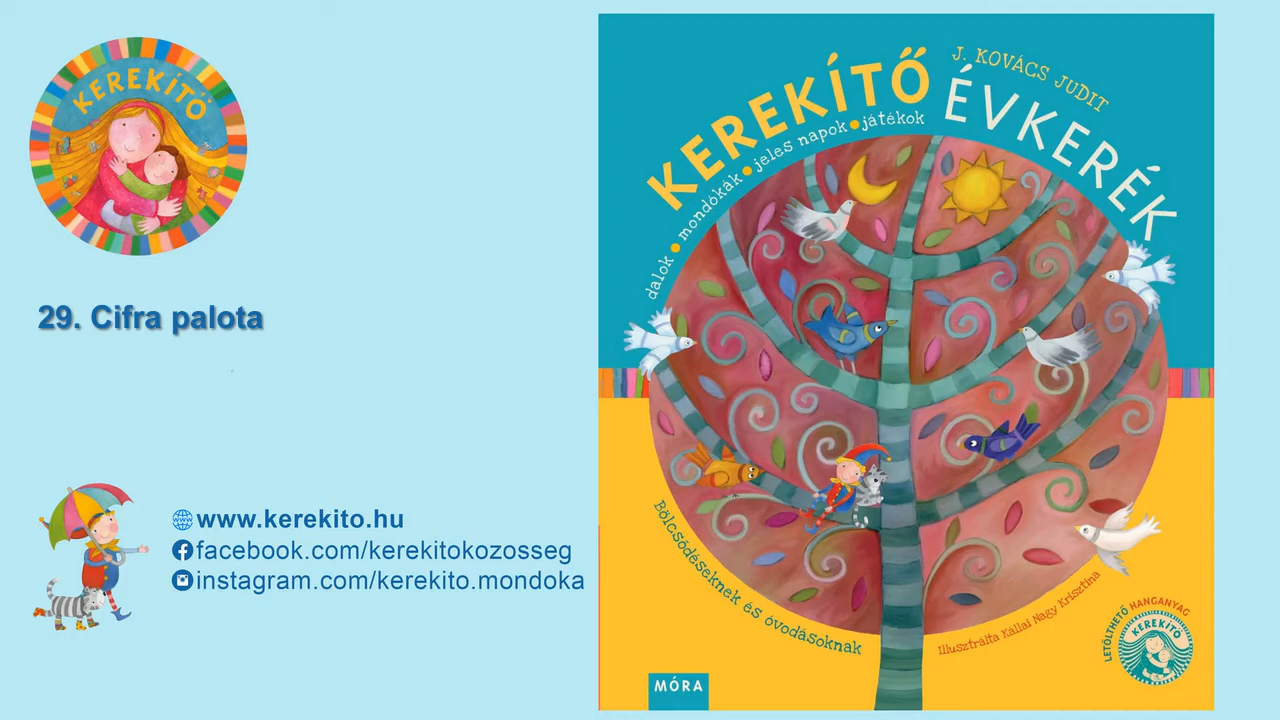 KEREKÍTŐ
29. Cifra palota
www.kerekito.hu
facebook.com/kerekitokozosseg
instagram.com/kerekito.mondoka
J. KOVÁCS JUDIT
KEREKÍTŐ ÉVKERÉK
dalok • mondókák • jeles napok • játékok
Bölcsődéseknek és óvodásoknak
Illusztrálta Kállai Nagy Krisztina
LETÖLTHETŐ HANGANYAG
KEREKÍTŐ
MÓRA